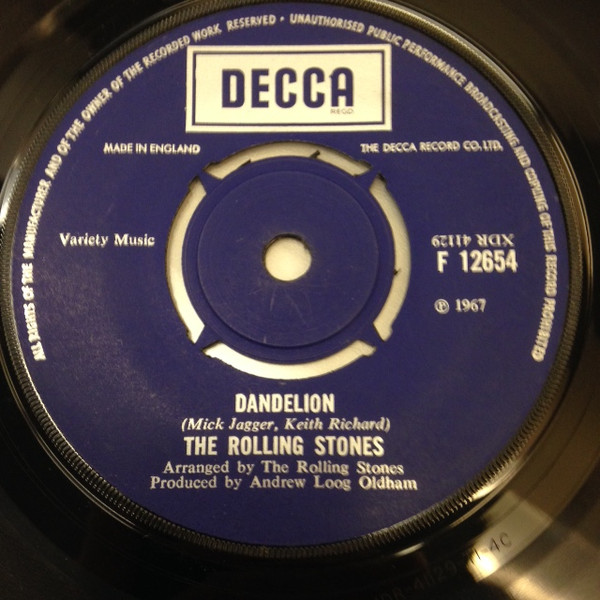 ALL RIGHTS OF THE MANUFACTURER AND OF THE OWNER OF THE RECORDED WORK RESERVED • UNAUTHORISED PUBLIC PERFORMANCE BROADCASTING AND COPYING OF THIS RECORD PROHIBITED
DECCA
REGD.
MADE IN ENGLAND
THE DECCA RECORD CO. LTD.
Variety Music
XDR 41129
F 12654
℗ 1967
DANDELION
(Mick Jagger, Keith Richard)
THE ROLLING STONES
Arranged by The Rolling Stones
Produced by Andrew Loog Oldham